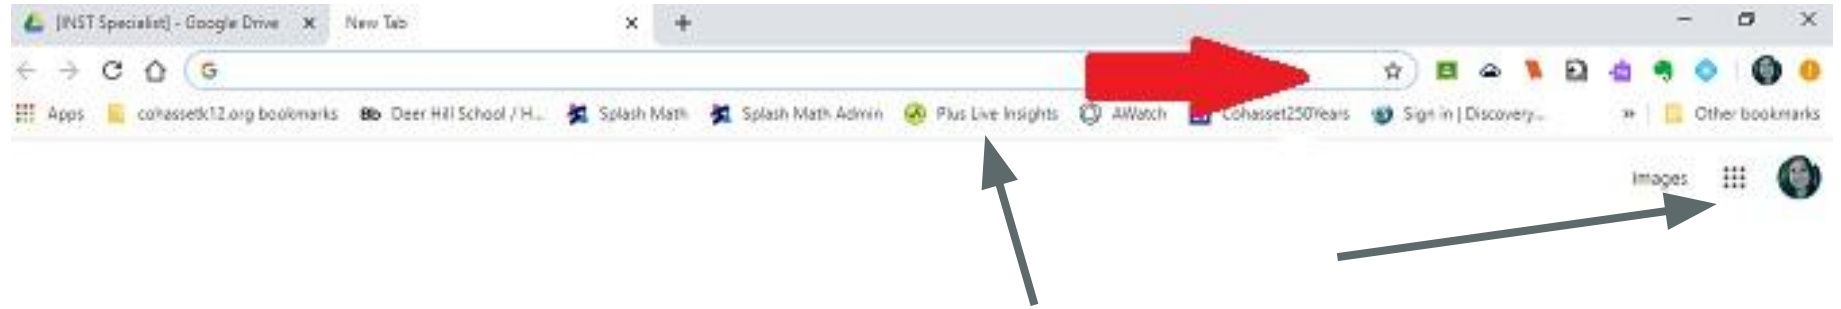 [INST Specialist] - Google Drive × New Tab × +
Apps cohassetk12.org bookmarks Bb Deer Hill School / H... Splash Math Splash Math Admin Plus Live Insights AWatch Cohasset250Years Sign in | Discovery... » Other bookmarks
Images